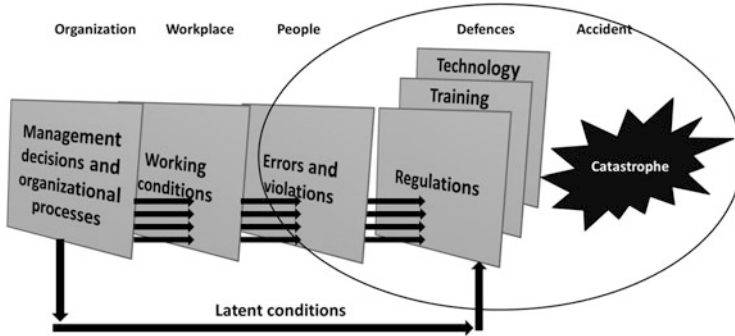 Organization Workplace People Defences Accident
Technology
Training
Management
decisions and
organizational
processes
Working
conditions
Errors and
violations
Regulations
Catastrophe
Latent conditions